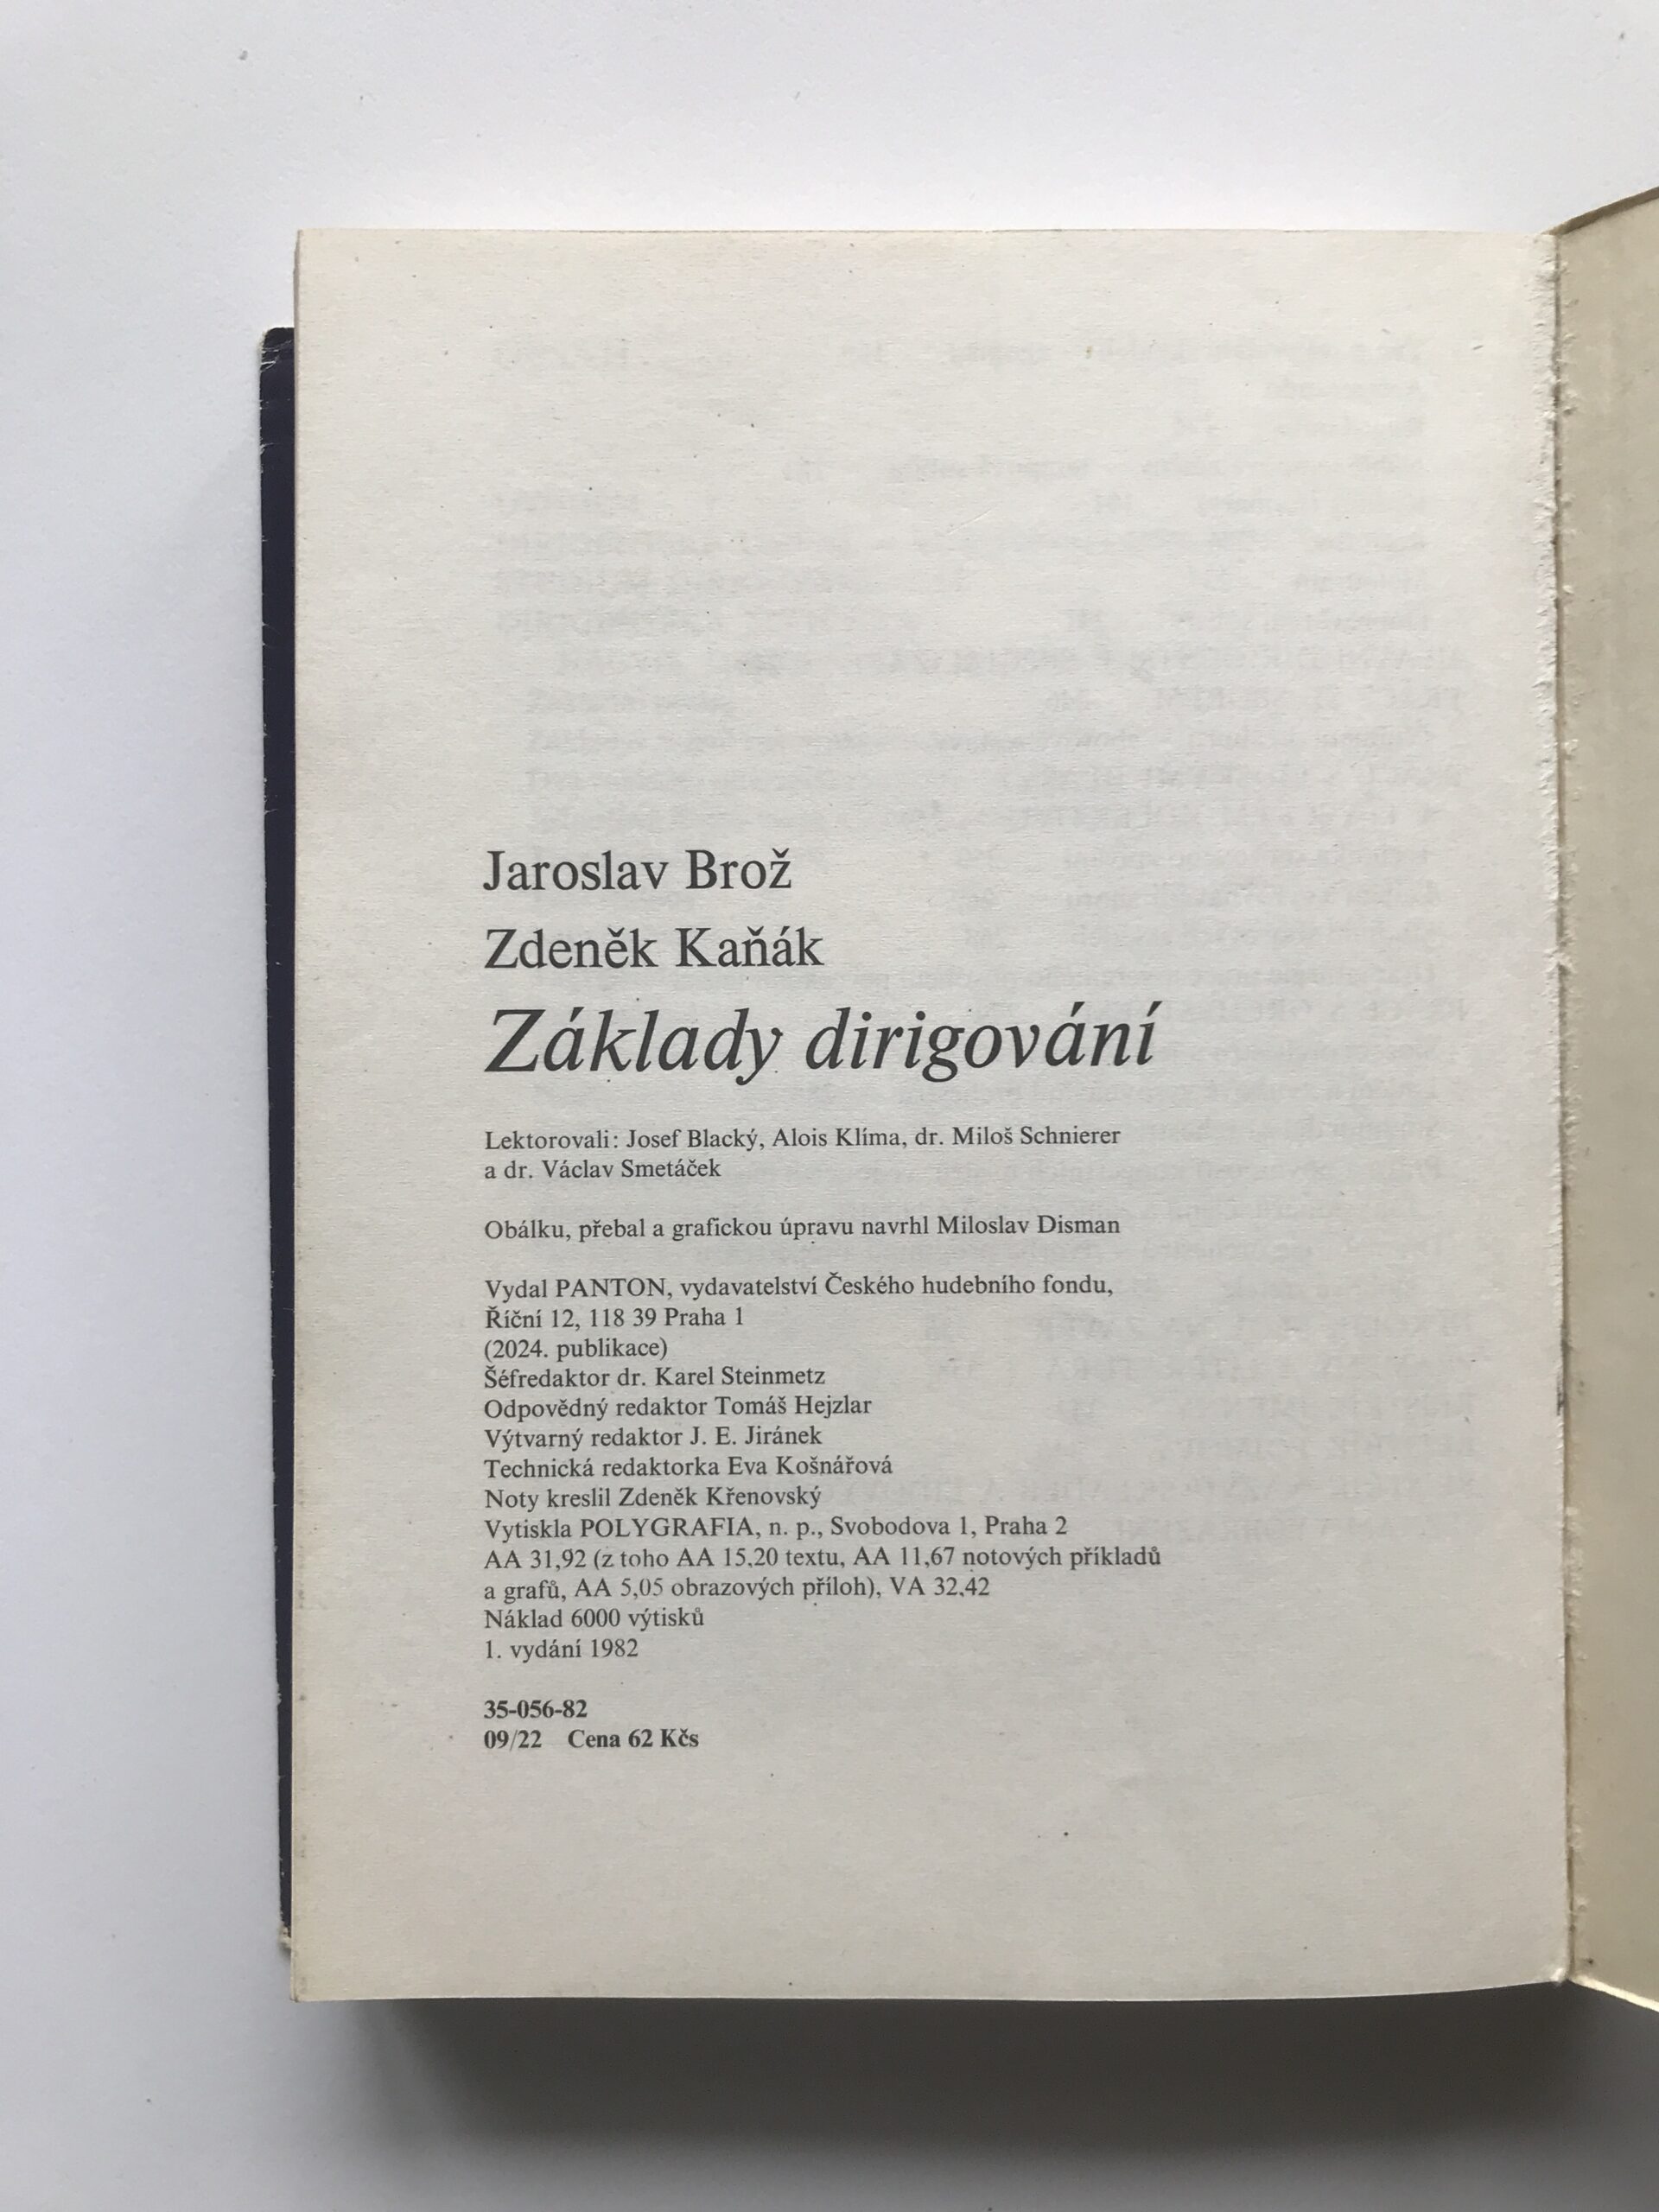 Jaroslav Brož
Zdeněk Kaňák
Základy dirigování
Lektorovali: Josef Blacký, Alois Klíma, dr. Miloš Schnierer
a dr. Václav Smetáček
Obálku, přebal a grafickou úpravu navrhl Miloslav Disman
Vydal PANTON, vydavatelství Českého hudebního fondu,
Říční 12, 118 39 Praha 1
(2024. publikace)
Šéfredaktor dr. Karel Steinmetz
Odpovědný redaktor Tomáš Hejzlar
Výtvarný redaktor J. E. Jiránek
Technická redaktorka Eva Košnářová
Noty kreslil Zdeněk Křenovský
Vytiskla POLYGRAFIA, n. p., Svobodova 1, Praha 2
AA 31,92 (z toho AA 15,20 textu, AA 11,67 notových příkladů
a grafů, AA 5,05 obrazových příloh), VA 32,42
Náklad 6000 výtisků
1. vydání 1982
35-056-82
09/22 Cena 62 Kčs